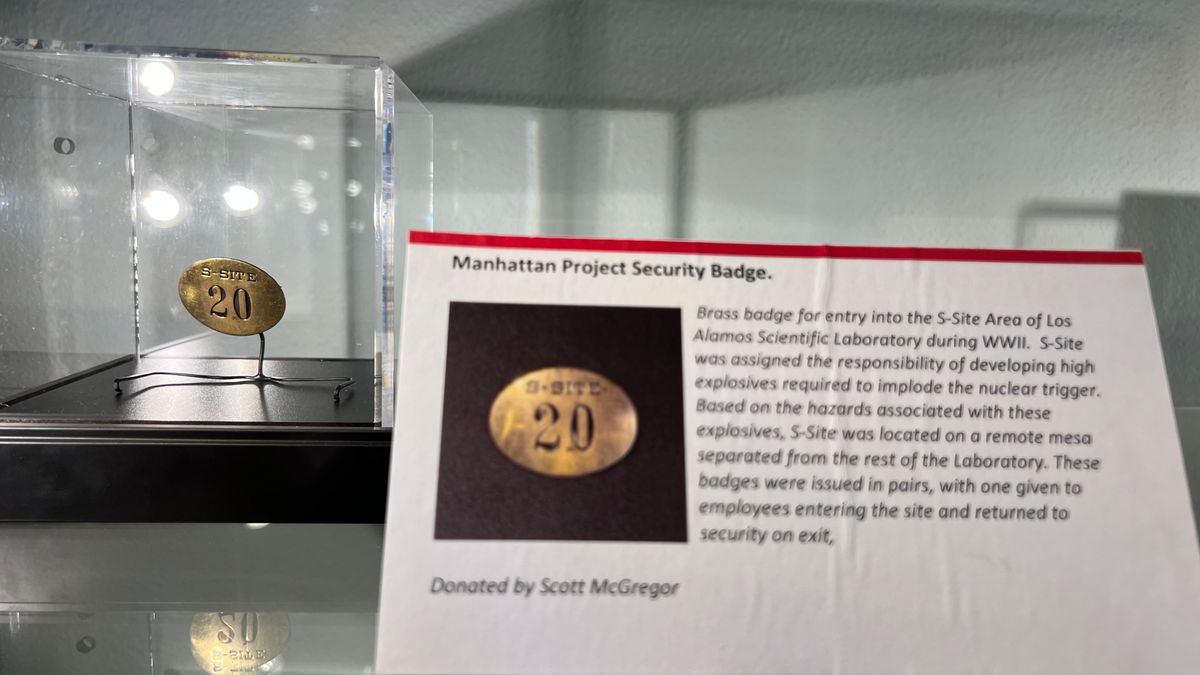 S-SITE
20
Manhattan Project Security Badge.
S-SITE
20
Brass badge for entry into the S-Site Area of Los
Alamos Scientific Laboratory during WWII. S-Site
was assigned the responsibility of developing high
explosives required to implode the nuclear trigger.
Based on the hazards associated with these
explosives, S-Site was located on a remote mesa
separated from the rest of the Laboratory. These
badges were issued in pairs, with one given to
employees entering the site and returned to
security on exit,
Donated by Scott McGregor